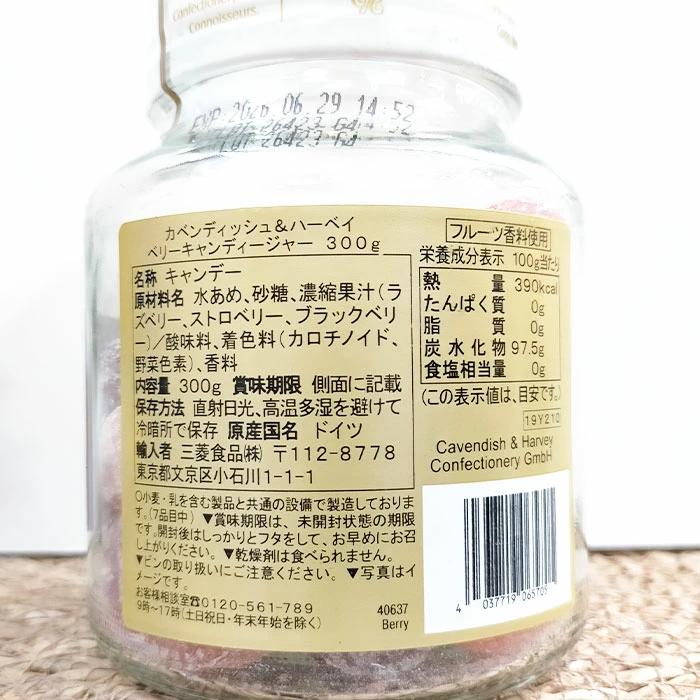 Confectionery
Connoisseurs.
EXP 2026 06 29 14:52
カベンディッシュ&ハーベイ
ベリーキャンディージャー 300g
名称 キャンデー
原材料名 水あめ、砂糖、濃縮果汁(ラ
ズベリー、ストロベリー、ブラックベリ
ー)/酸味料、着色料(カロチノイド、
野菜色素)、香料
内容量 300g 賞味期限 側面に記載
保存方法 直射日光、高温多湿を避けて
冷暗所で保存 原産国名 ドイツ
輸入者 三菱食品㈱ 〒112-8778
東京都文京区小石川1-1-1
○小麦・乳を含む製品と共通の設備で製造しておりま
す。(7品目中) ▼賞味期限は、未開封状態の期限
です。開封後はしっかりとフタをして、お早めにお召
し上がりください。▼乾燥剤は食べられません。
▼ビンの取り扱いにご注意ください。▼写真はイ
メージです。
お客様相談室☎0120-561-789
9時~17時(土日祝日・年末年始を除く)
40637
Berry
フルーツ香料使用
栄養成分表示 100g当たり
熱量 390kcal
たんぱく質 0g
脂質 0g
炭水化物 97.5g
食塩相当量 0g
(この表示値は、目安です。)
19Y210
Cavendish & Harvey
Confectionery GmbH
4 037719 065705